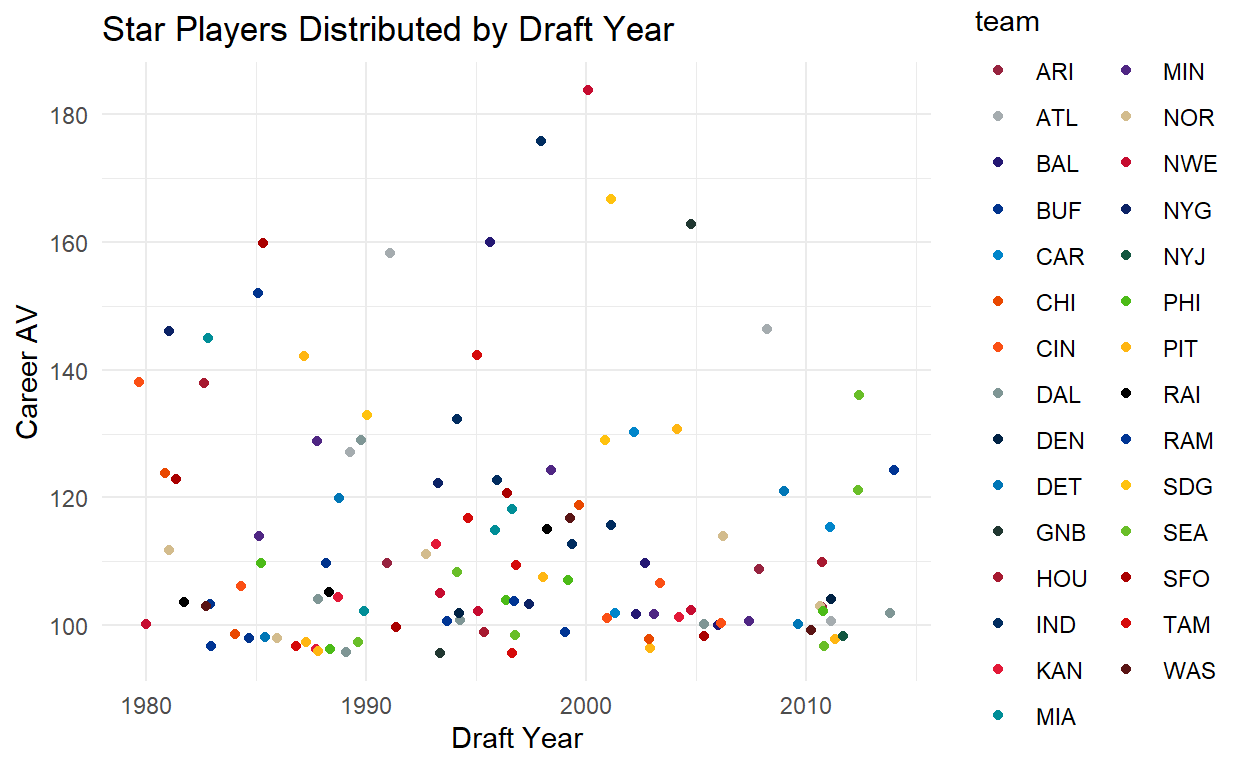 Star Players Distributed by Draft Year
Career AV
180
160
140
120
100
1980 1990 2000 2010
Draft Year
team
ARI MIN
ATL NOR
BAL NWE
BUF NYG
CAR NYJ
CHI PHI
CIN PIT
DAL RAI
DEN RAM
DET SDG
GNB SEA
HOU SFO
IND TAM
KAN WAS
MIA